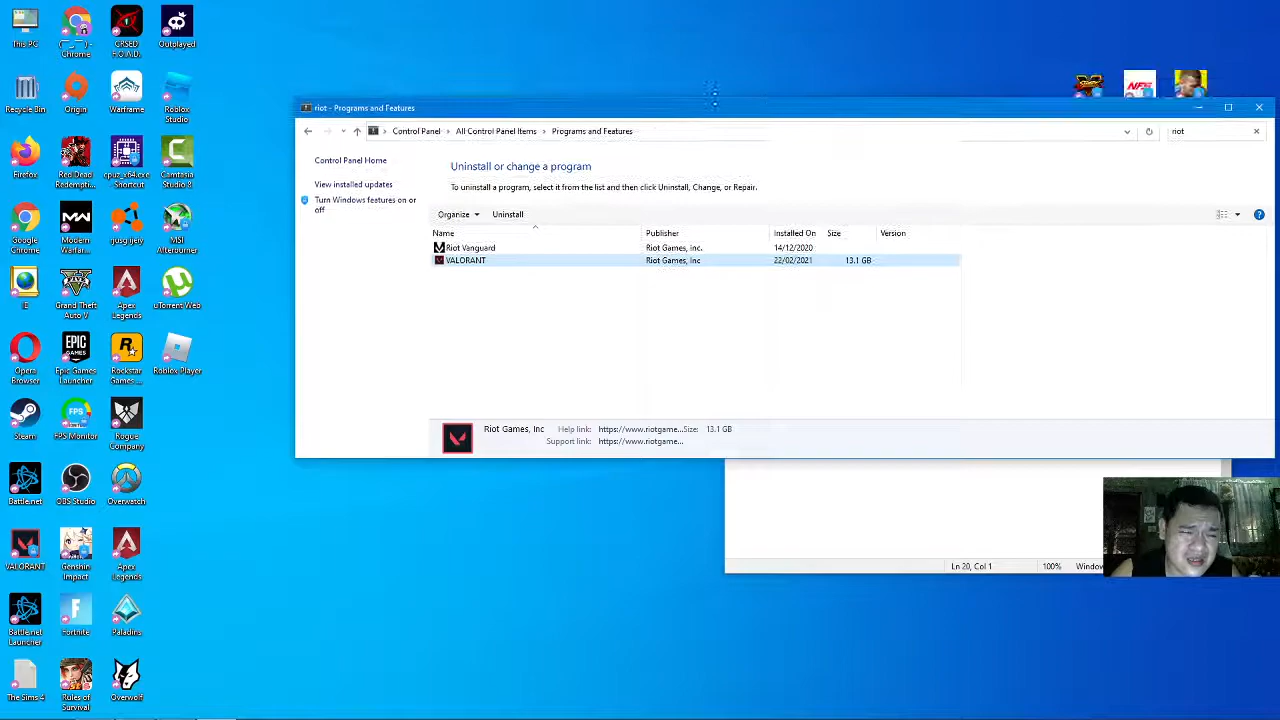 This PC
(⌒_⌒) - Chrome
CRSED F.O.A.D.
Outplayed
Recycle Bin
Origin
Warframe
Roblox Studio
Firefox
Red Dead Redempti...
cpuz_x64.exe - Shortcut
Camtasia Studio 8
Google Chrome
Modern Warfar...
MSI Afterburner
IE
Grand Theft Auto V
Apex Legends
uTorrent Web
Opera Browser
EPIC GAMES
Epic Games Launcher
Rockstar Games ...
Roblox Player
Steam
FPS
FPS Monitor
Rogue Company
Battle.net
OBS Studio
Overwatch
VALORANT
Genshin Impact
Apex Legends
Battle.net Launcher
Fortnite
Paladins
The Sims 4
Rules of Survival
Overwolf
riot - Programs and Features
Control Panel > All Control Panel Items > Programs and Features
riot
Control Panel Home
View installed updates
Turn Windows features on or off
Uninstall or change a program
To uninstall a program, select it from the list and then click Uninstall, Change, or Repair.
Organize Uninstall
Name Publisher Installed On Size Version
Riot Vanguard Riot Games, Inc. 14/12/2020
VALORANT Riot Games, Inc 22/02/2021 13.1 GB
Riot Games, Inc Help link: https://www.riotgame... Size: 13.1 GB
Support link: https://www.riotgame...
Ln 20, Col 1 100% Window